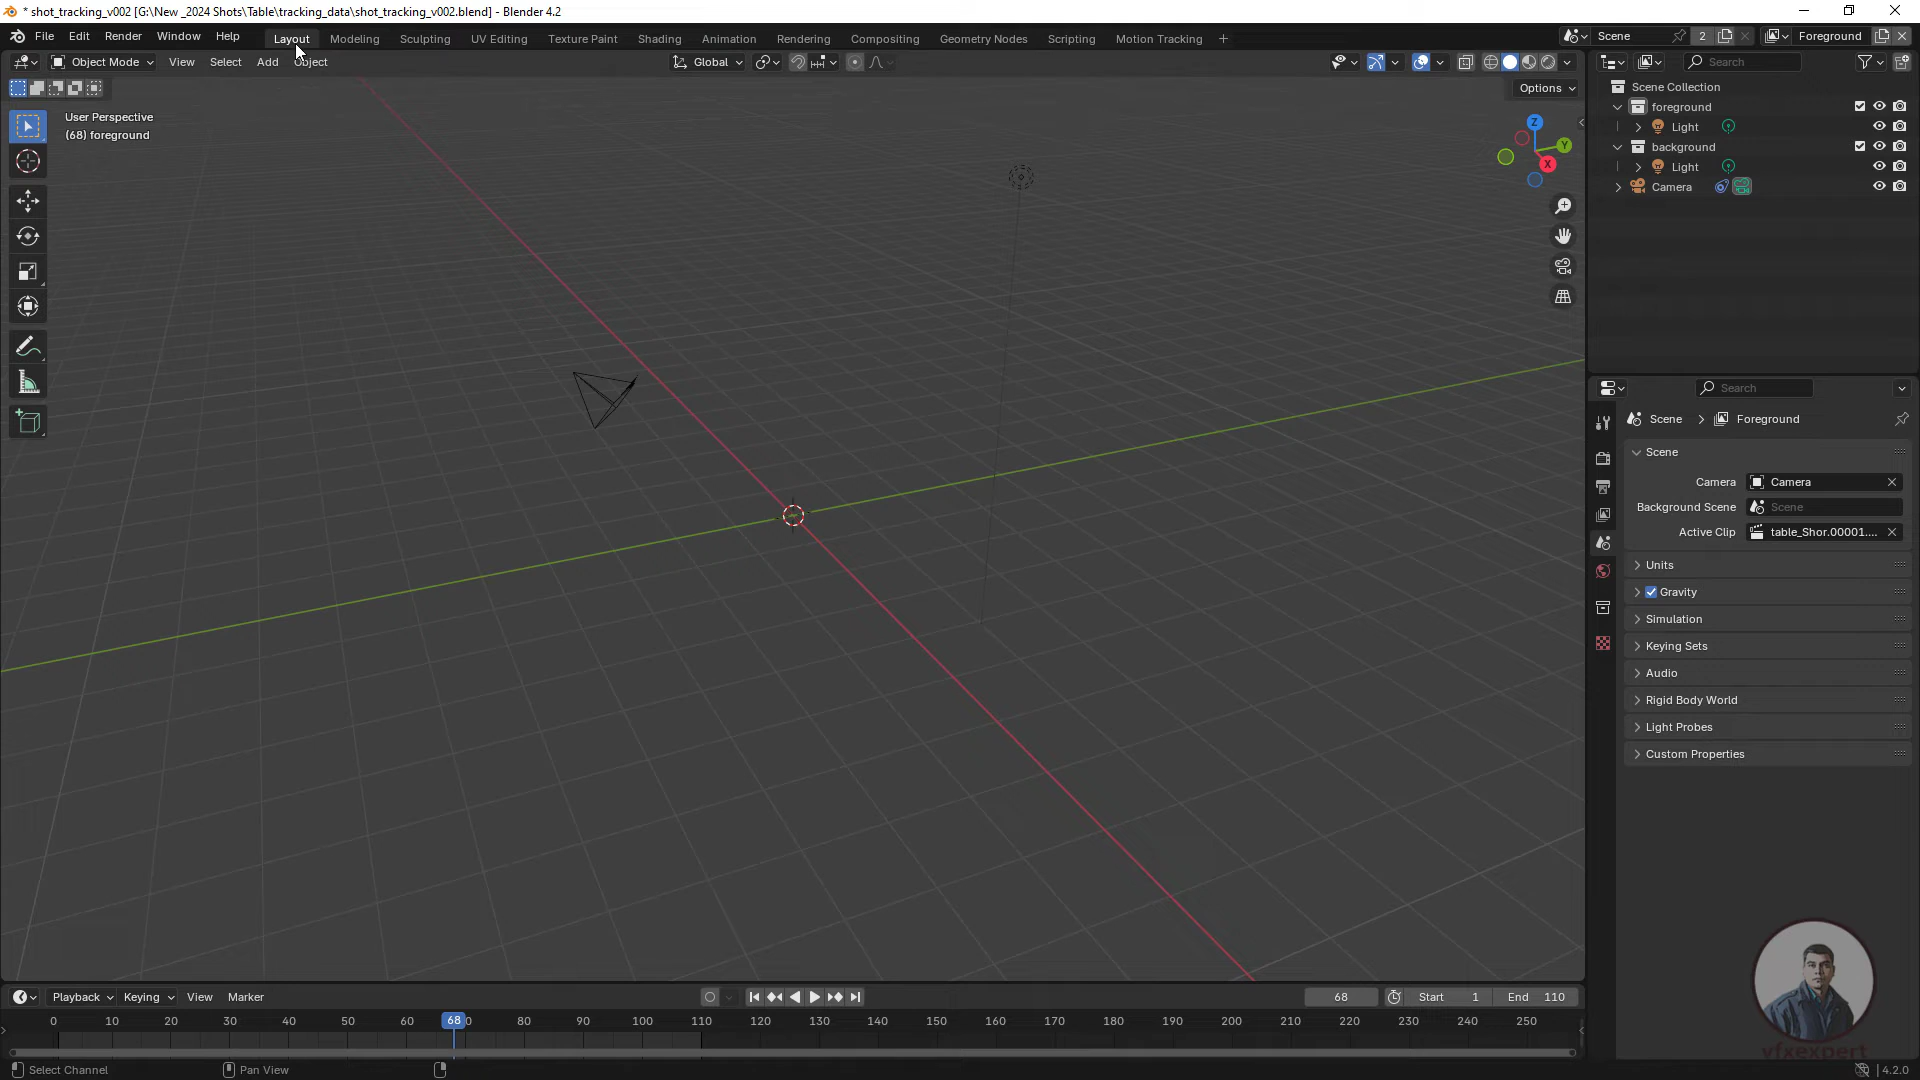 * shot_tracking_v002 [G:\New _2024 Shots\Table\tracking_data\shot_tracking_v002.blend] - Blender 4.2
File Edit Render Window Help Layout Modeling Sculpting UV Editing Texture Paint Shading Animation Rendering Compositing Geometry Nodes Scripting Motion Tracking + Scene 2 Foreground
Object Mode View Select Add Object Global Search
Options
User Perspective
(68) foreground
Z
Y
X
Scene Collection
foreground
Light
background
Light
Camera
Search
Scene > Foreground
Scene
Camera Camera
Background Scene Scene
Active Clip table_Shor.00001....
Units
Gravity
Simulation
Keying Sets
Audio
Rigid Body World
Light Probes
Custom Properties
Playback Keying View Marker 68 Start 1 End 110
0 10 20 30 40 50 60 68 0 80 90 100 110 120 130 140 150 160 170 180 190 200 210 220 230 240 250
vfxexpert
Select Channel Pan View 4.2.0